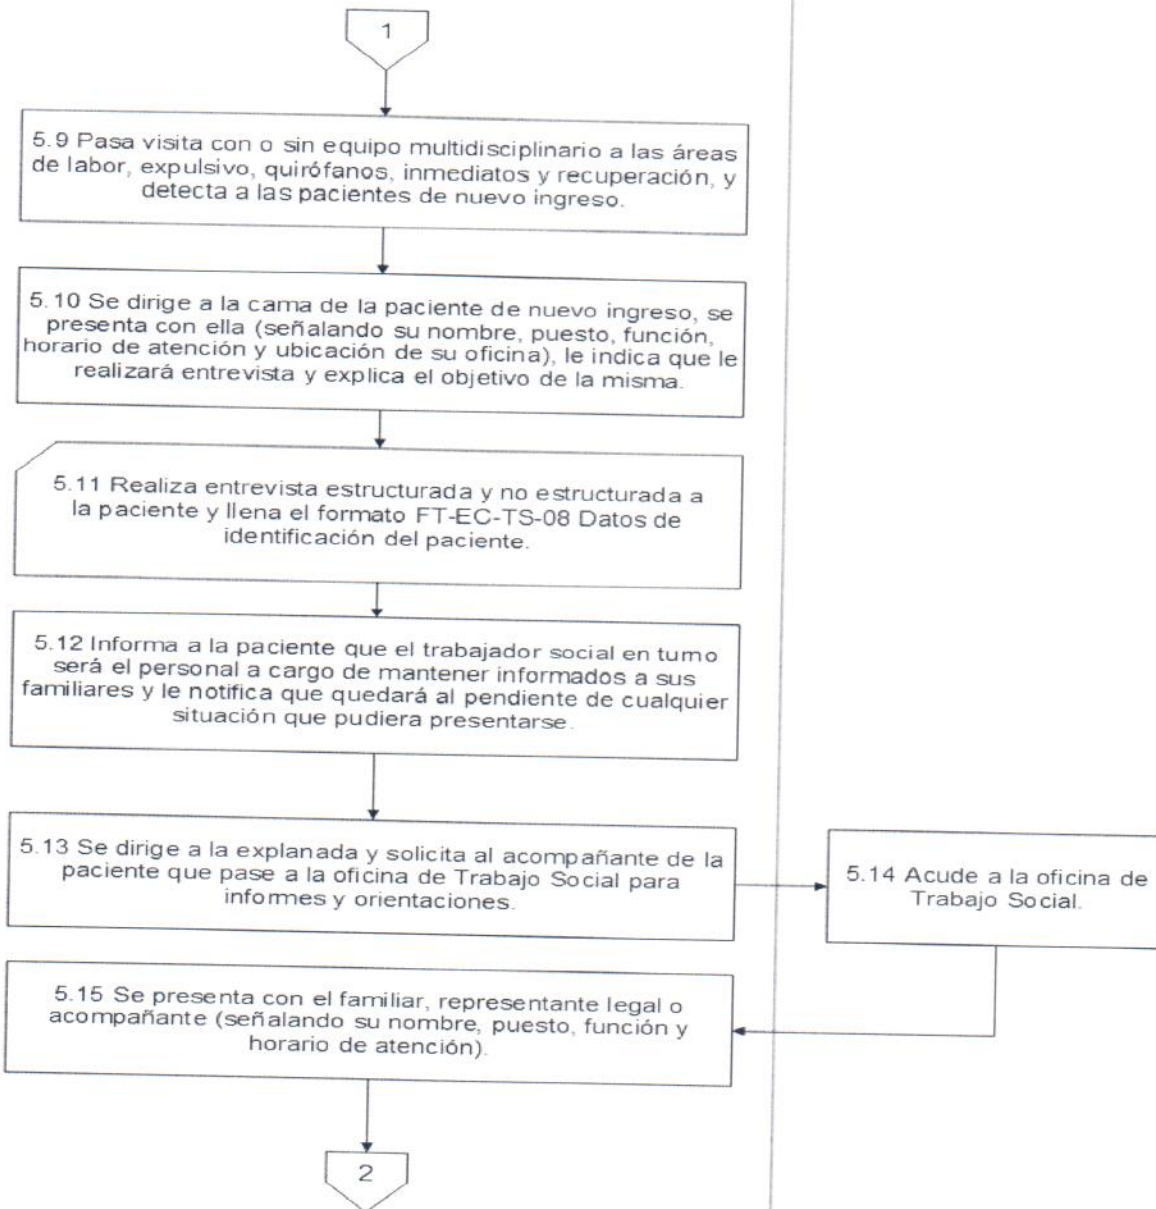 1
5.9 Pasa visita con o sin equipo multidisciplinario a las áreas
de labor, expulsivo, quirófanos, inmediatos y recuperación, y
detecta a las pacientes de nuevo ingreso.
5.10 Se dirige a la cama de la paciente de nuevo ingreso, se
presenta con ella (señalando su nombre, puesto, función,
horario de atención y ubicación de su oficina), le indica que le
realizará entrevista y explica el objetivo de la misma.
5.11 Realiza entrevista estructurada y no estructurada a
la paciente y llena el formato FT-EC-TS-08 Datos de
identificación del paciente.
5.12 Informa a la paciente que el trabajador social en turno
será el personal a cargo de mantener informados a sus
familiares y le notifica que quedará al pendiente de cualquier
situación que pudiera presentarse.
5.13 Se dirige a la explanada y solicita al acompañante de la
paciente que pase a la oficina de Trabajo Social para
informes y orientaciones.
5.14 Acude a la oficina de
Trabajo Social.
5.15 Se presenta con el familiar, representante legal o
acompañante (señalando su nombre, puesto, función y
horario de atención).
2